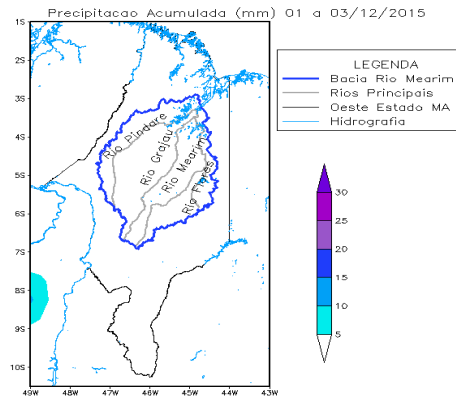 Precipitacao Acumulada (mm) 01 a 03/12/2015
1S
2S
3S
4S
5S
6S
7S
8S
9S
10S
49W 48W 47W 46W 45W 44W 43W
Rio Pindare
Rio Grajau
Rio Mearim
Rio Flores
LEGENDA
Bacia Rio Mearim
Rios Principais
Oeste Estado MA
Hidrografia
30
25
20
15
10
5